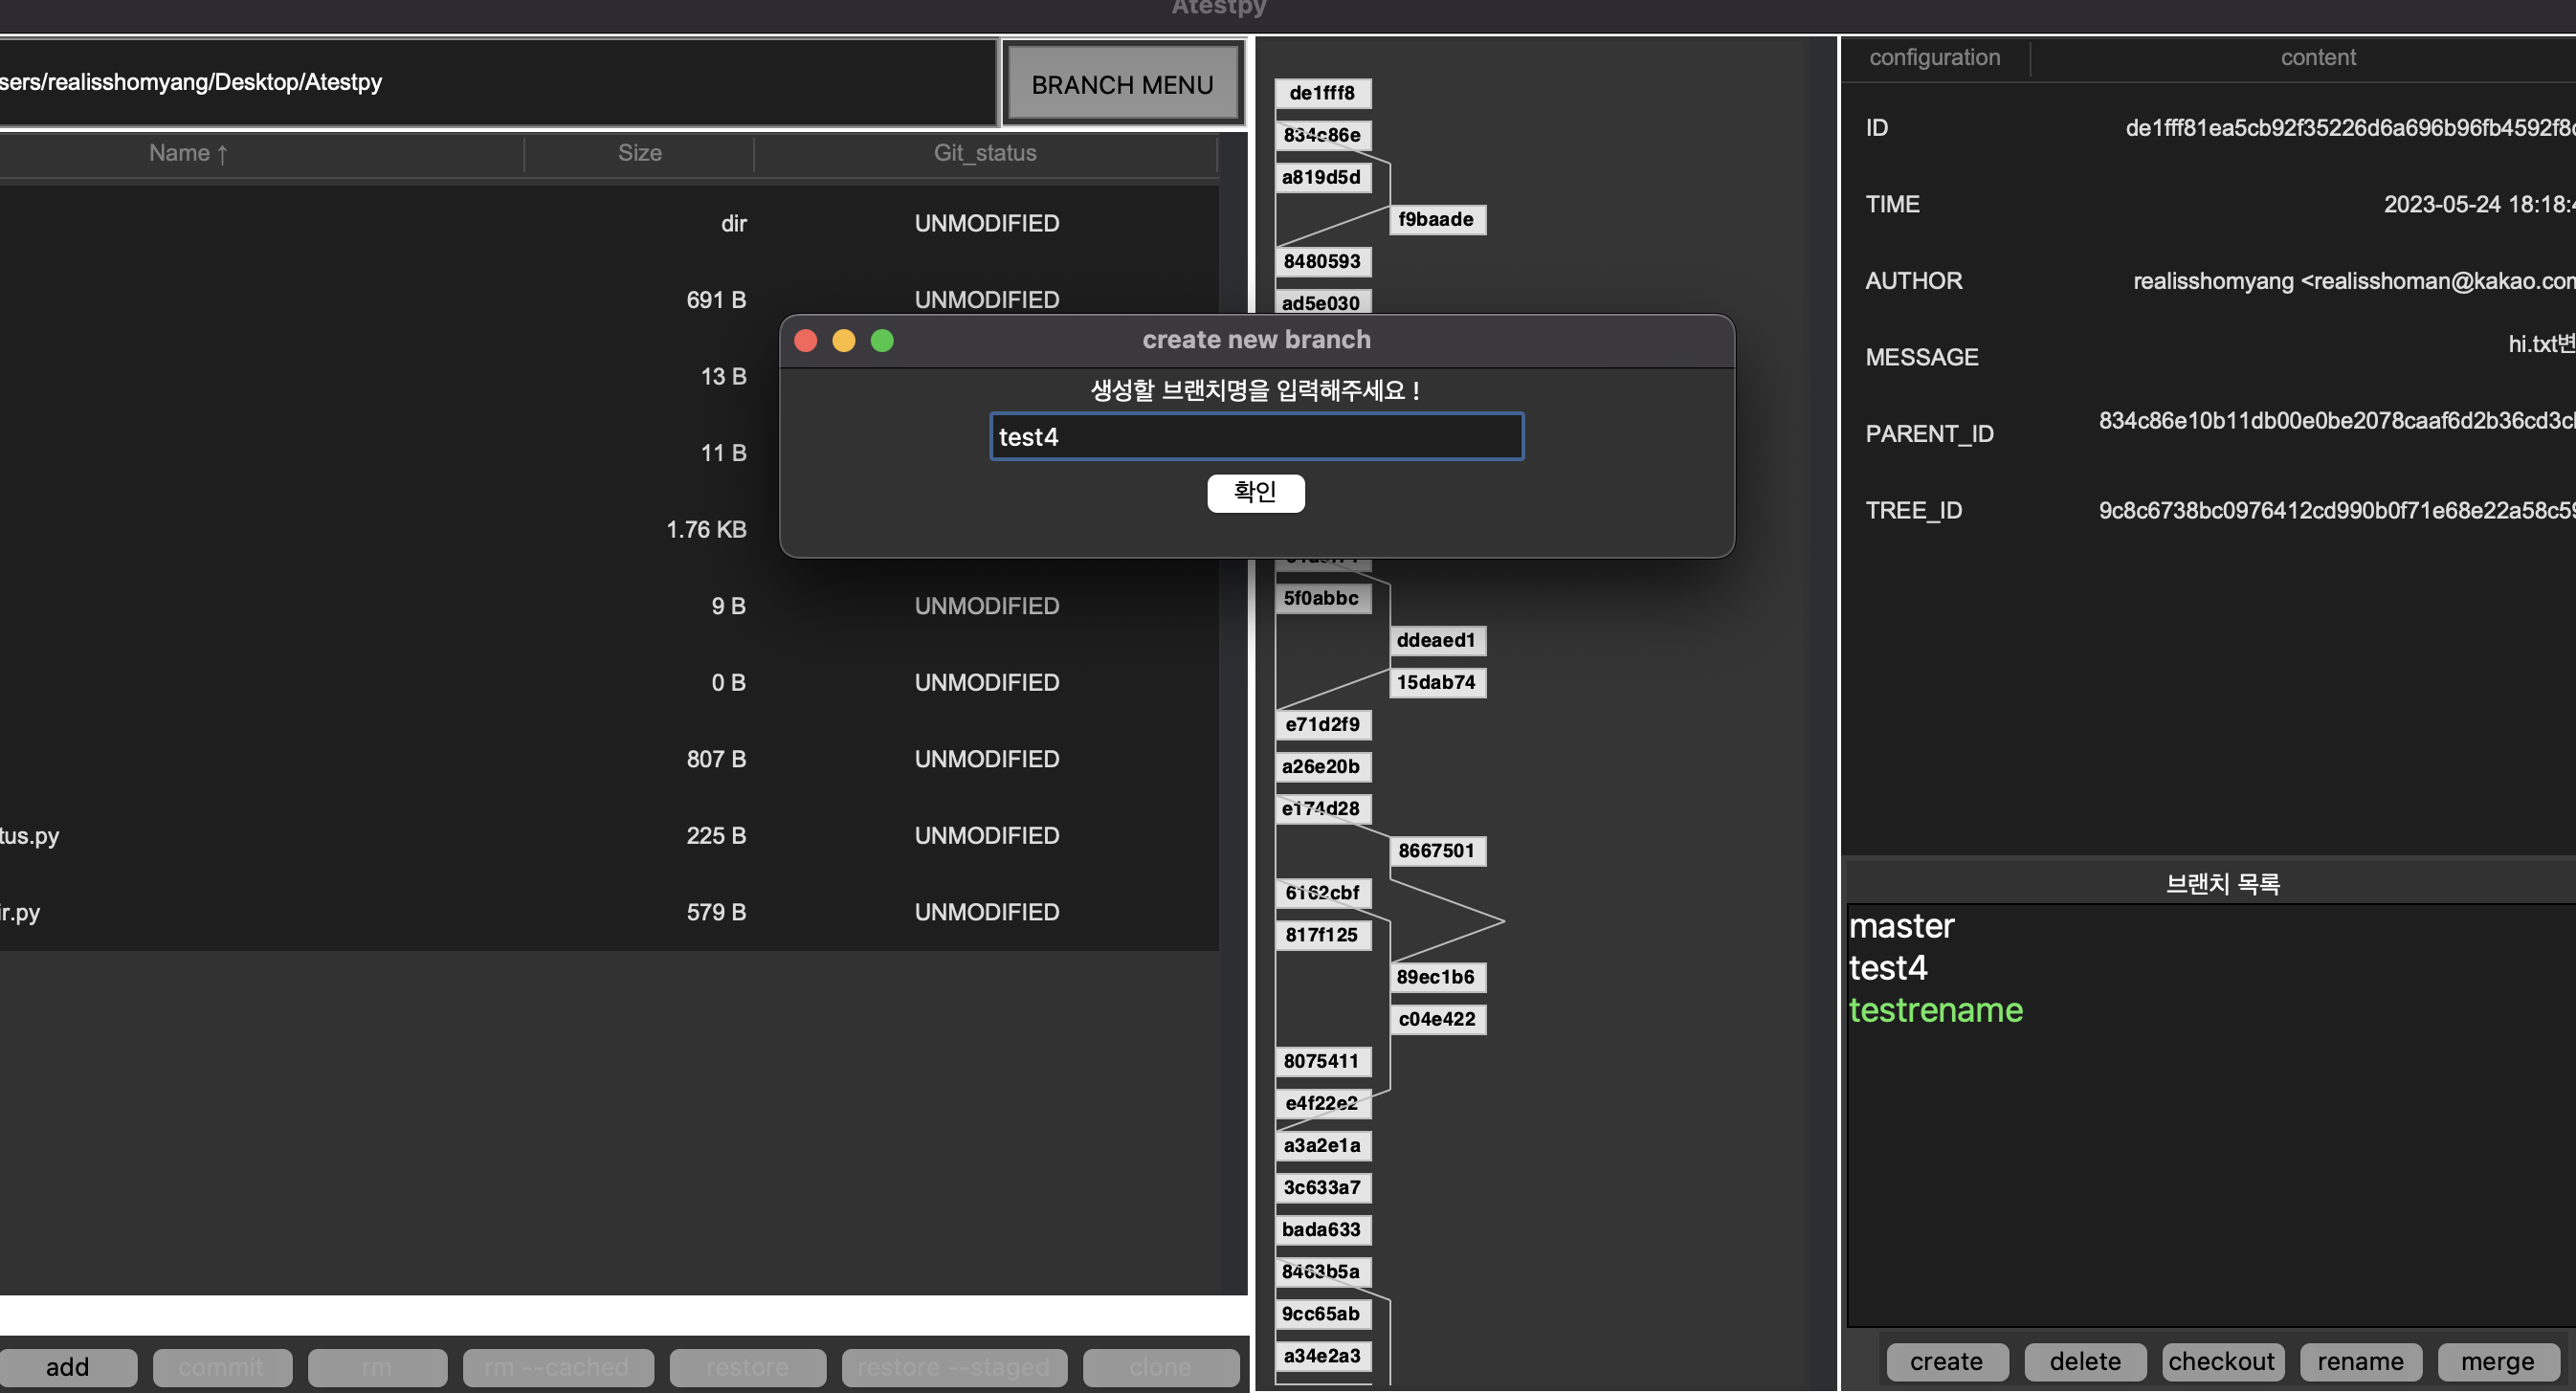 Atestpy
sers/realisshomyang/Desktop/Atestpy
BRANCH MENU
Name ↑ Size Git_status
dir UNMODIFIED
691 B UNMODIFIED
13 B
11 B
1.76 KB
9 B UNMODIFIED
0 B UNMODIFIED
807 B UNMODIFIED
tus.py 225 B UNMODIFIED
ir.py 579 B UNMODIFIED
add commit rm rm --cached restore restore --staged clone
create new branch
생성할 브랜치명을 입력해주세요 !
test4
확인
de1fff8
834c86e
a819d5d
f9baade
8480593
ad5e030
5f0abbc
ddeaed1
15dab74
e71d2f9
a26e20b
e174d28
8667501
6162cbf
817f125
89ec1b6
c04e422
8075411
e4f22e2
a3a2e1a
3c633a7
bada633
8463b5a
9cc65ab
a34e2a3
configuration content
ID de1fff81ea5cb92f35226d6a696b96fb4592f8
TIME 2023-05-24 18:18:4
AUTHOR realisshomyang <realisshoman@kakao.com
MESSAGE hi.txt변
PARENT_ID 834c86e10b11db00e0be2078caaf6d2b36cd3c
TREE_ID 9c8c6738bc0976412cd990b0f71e68e22a58c59
브랜치 목록
master
test4
testrename
create delete checkout rename merge